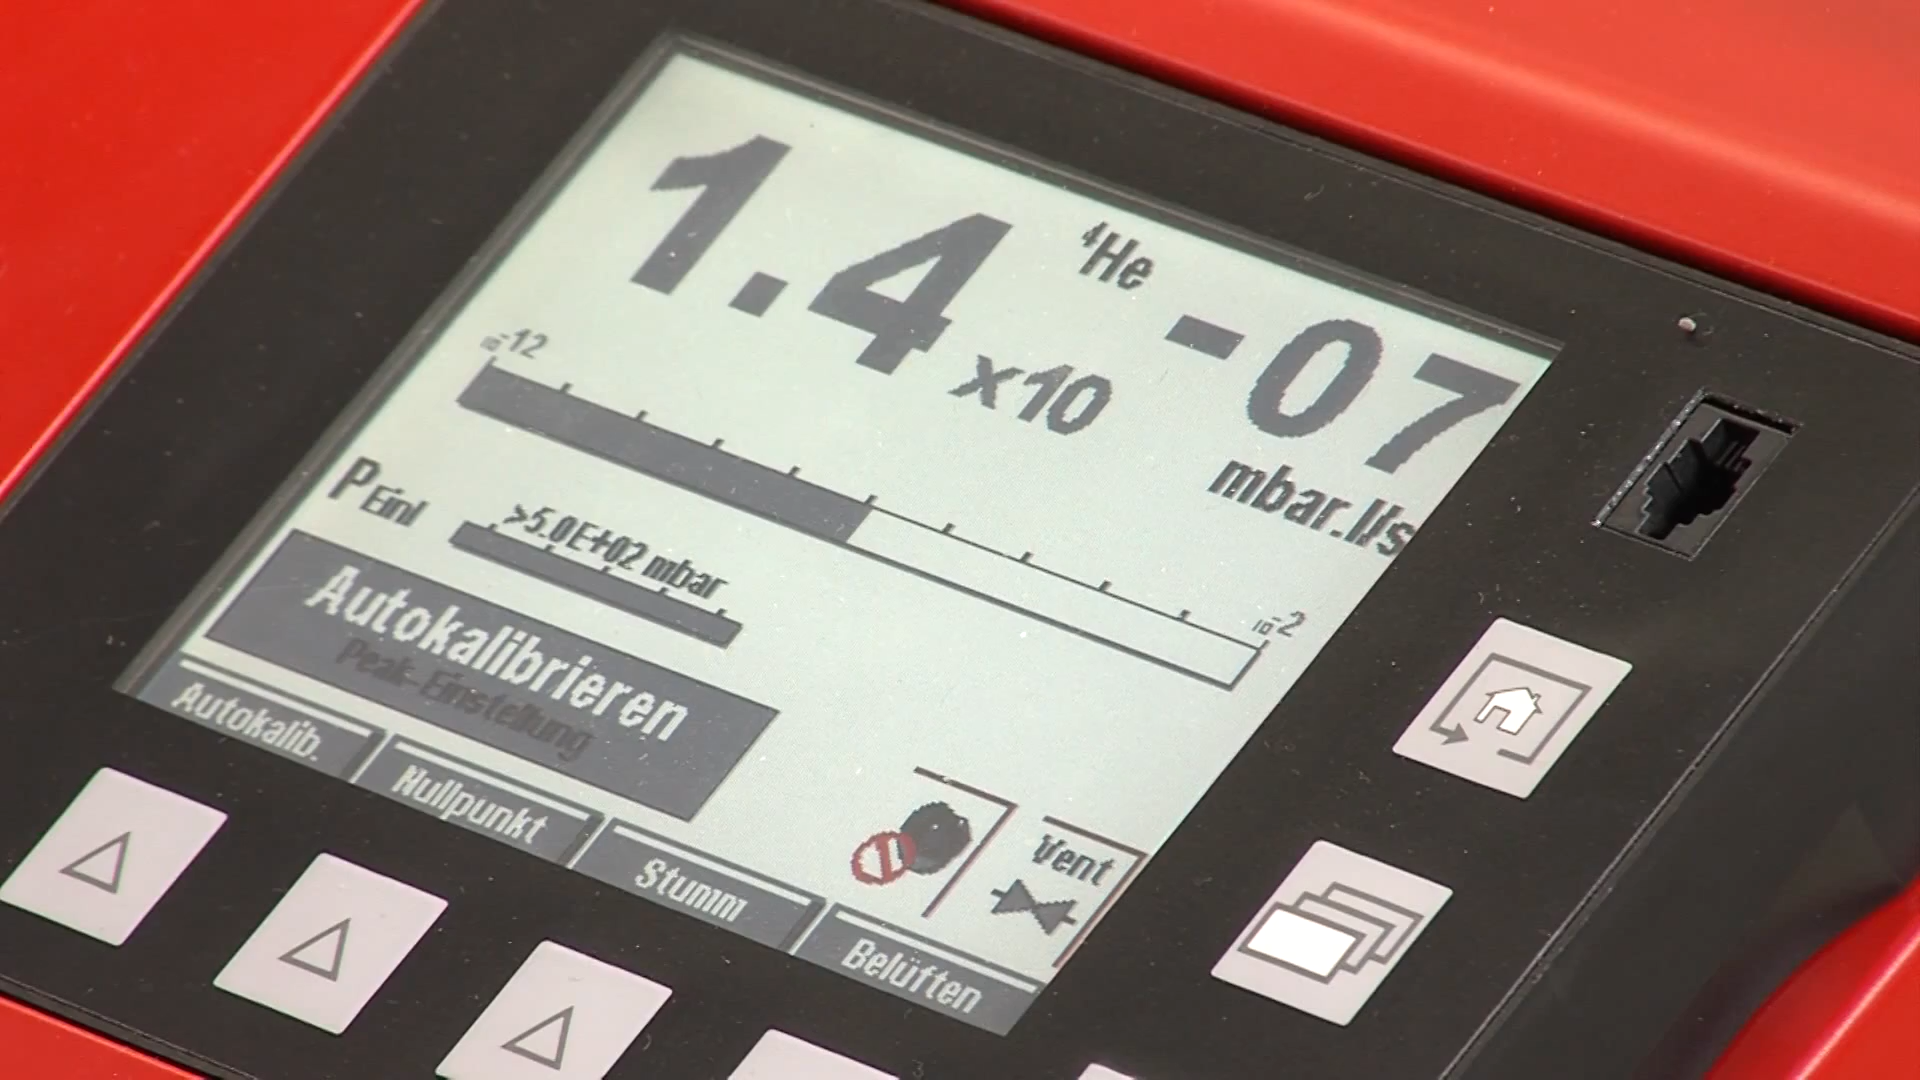 1.4 x10 -07
⁴He
mbar.l/s
10-12
10-2
PEinl >5.0E+02 mbar
Autokalibrieren
Peak-Einstellung
Vent
Autokalib. Nullpunkt Stumm Belüften